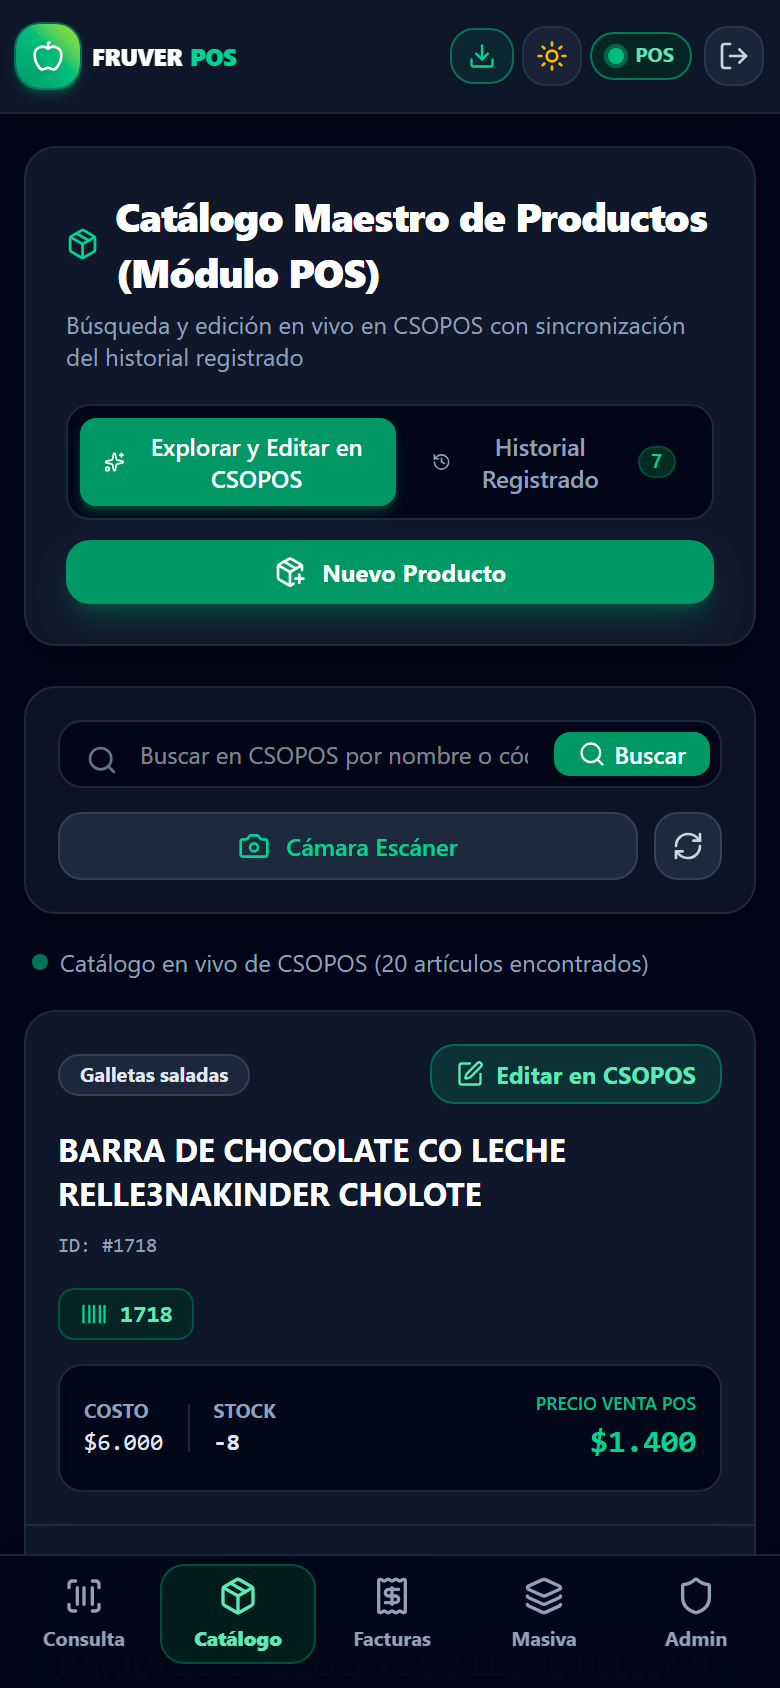 FRUVER POS
POS
Catálogo Maestro de Productos
(Módulo POS)
Búsqueda y edición en vivo en CSOPOS con sincronización
del historial registrado
Explorar y Editar en
CSOPOS
Historial
Registrado
7
Nuevo Producto
Buscar en CSOPOS por nombre o có
Buscar
Cámara Escáner
Catálogo en vivo de CSOPOS (20 artículos encontrados)
Galletas saladas
Editar en CSOPOS
BARRA DE CHOCOLATE CO LECHE
RELLE3NAKINDER CHOLOTE
ID: #1718
1718
COSTO
$6.000
STOCK
-8
PRECIO VENTA POS
$1.400
Consulta
Catálogo
Facturas
Masiva
Admin